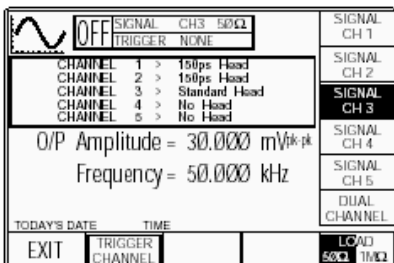 OFF SIGNAL CH3 50Ω
TRIGGER NONE
CHANNEL 1 > 150ps Head
CHANNEL 2 > 150ps Head
CHANNEL 3 > Standard Head
CHANNEL 4 > No Head
CHANNEL 5 > No Head
O/P Amplitude = 30.000 mVpk-pk
Frequency = 50.000 kHz
TODAY'S DATE TIME
SIGNAL
CH 1
SIGNAL
CH 2
SIGNAL
CH 3
SIGNAL
CH 4
SIGNAL
CH 5
DUAL
CHANNEL
EXIT
TRIGGER
CHANNEL
LOAD
50Ω 1MΩ